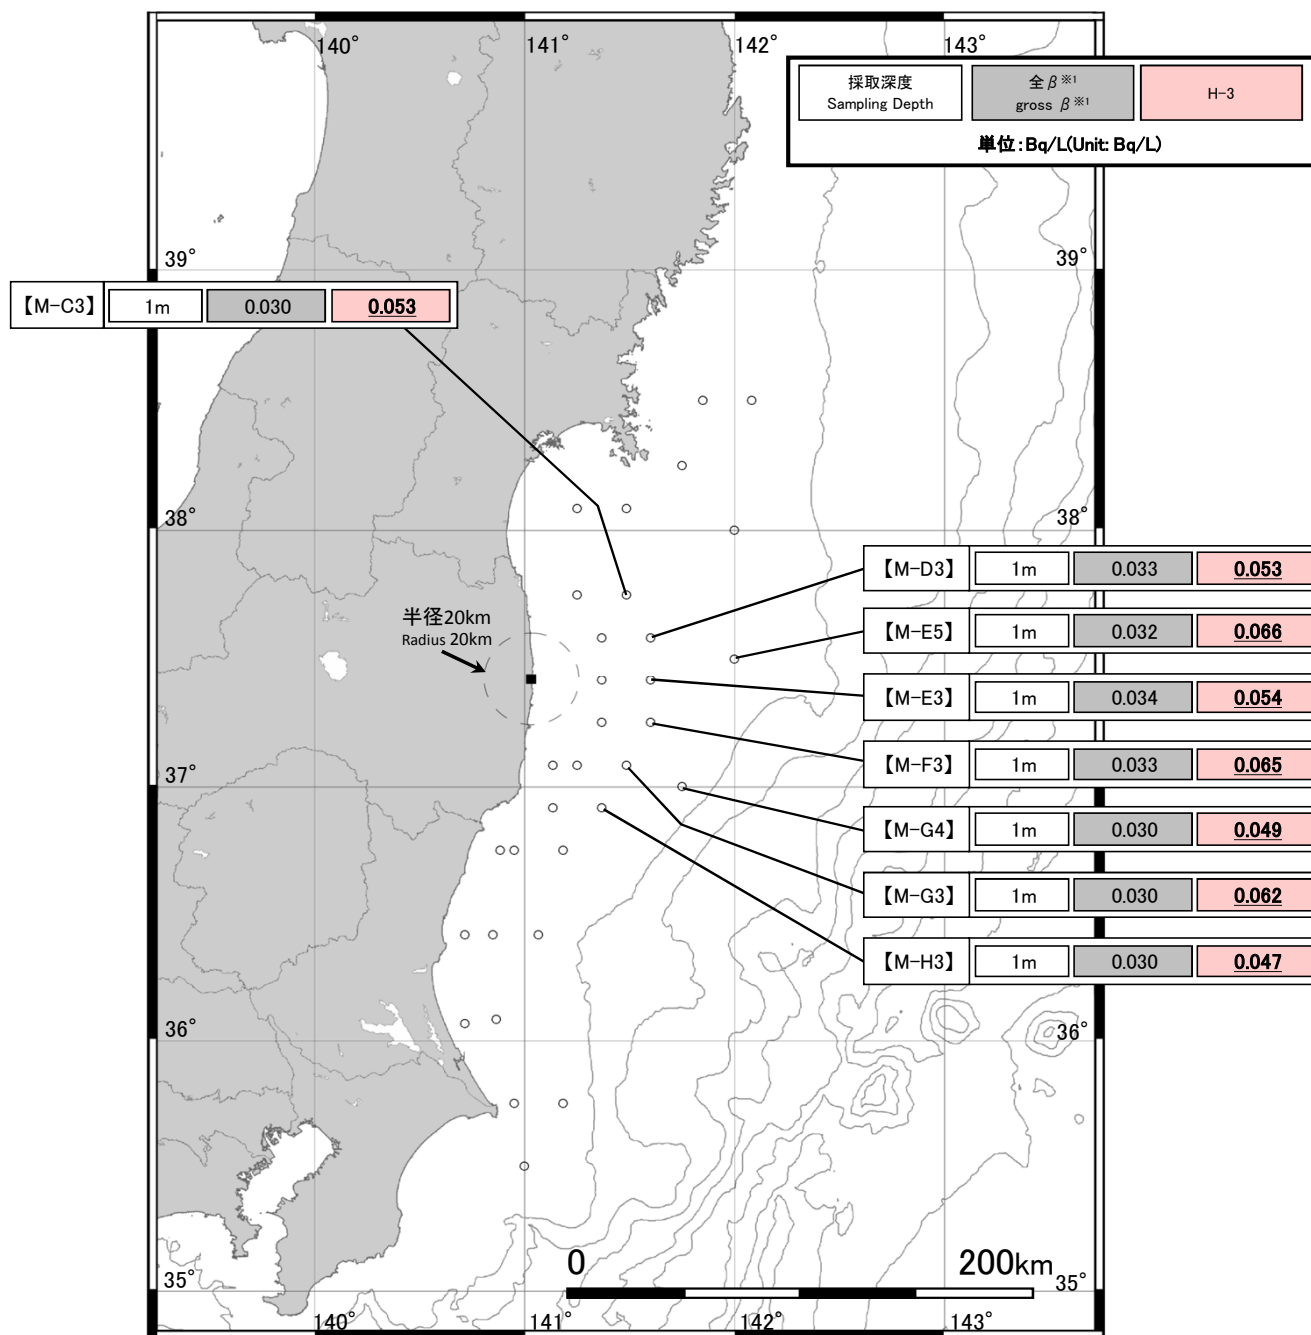 140°
141°
142°
143°
採取深度
Sampling Depth
全β※1
gross β※1
H-3
単位:Bq/L(Unit: Bq/L)
39°
39°
【M-C3】 1m 0.030 0.053
38°
38°
【M-D3】 1m 0.033 0.053
半径20km
Radius 20km
【M-E5】 1m 0.032 0.066
【M-E3】 1m 0.034 0.054
【M-F3】 1m 0.033 0.065
37°
【M-G4】 1m 0.030 0.049
【M-G3】 1m 0.030 0.062
【M-H3】 1m 0.030 0.047
36°
36°
0
200km
35°
35°
140°
141°
142°
143°